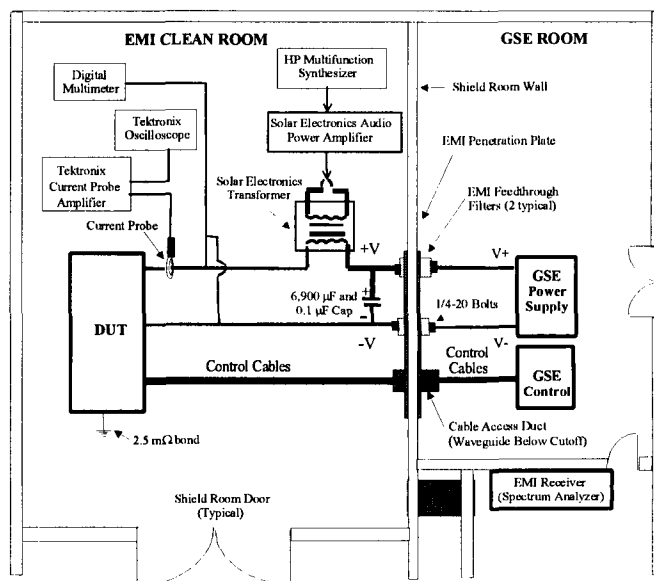 EMI CLEAN ROOM
GSE ROOM
HP Multifunction
Synthesizer
Digital
Multimeter
Shield Room Wall
Tektronix
Oscilloscope
Solar Electronics Audio
Power Amplifier
EMI Penetration Plate
Tektronix
Current Probe
Amplifier
Solar Electronics
Transformer
EMI Feedthrough
Filters (2 typical)
Current Probe
+V
V+
GSE
Power
Supply
6,900 µF and
0.1 µF Cap
+
-
1/4-20 Bolts
DUT
-V
V-
Control Cables
Control
Cables
GSE
Control
2.5 mΩ bond
Cable Access Duct
(Waveguide Below Cutoff)
EMI Receiver
(Spectrum Analyzer)
Shield Room Door
(Typical)